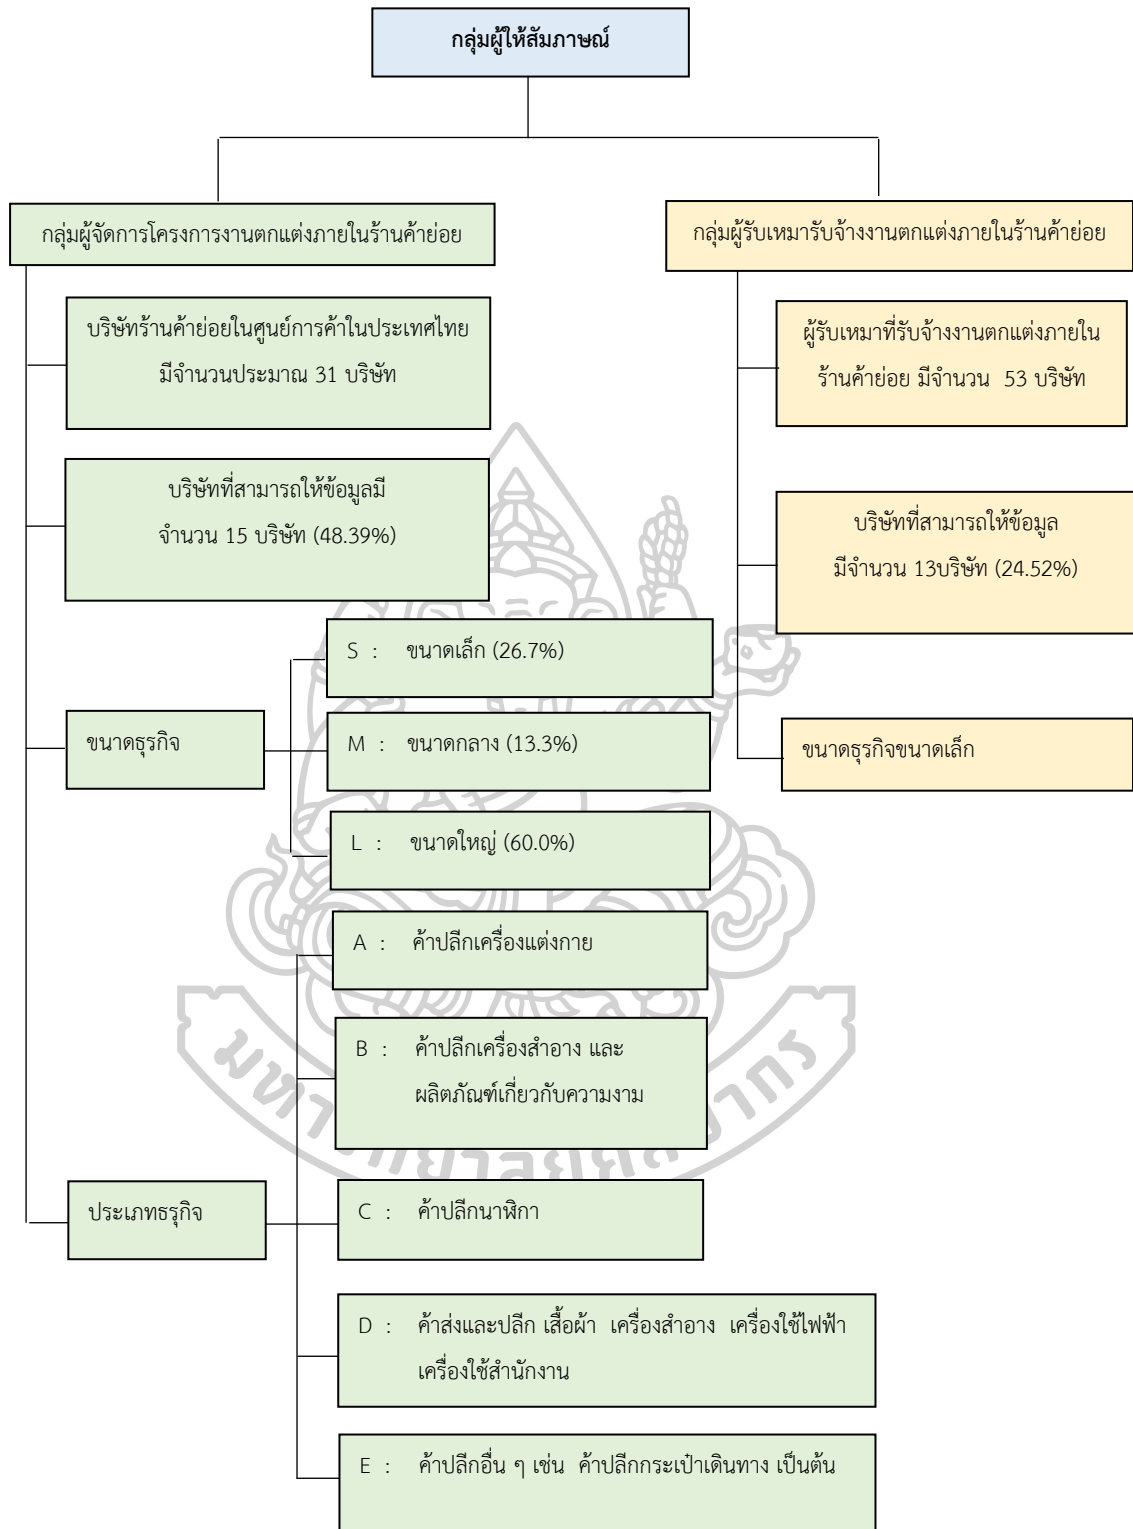 กลุ่มผู้ให้สัมภาษณ์
กลุ่มผู้จัดการโครงการงานตกแต่งภายในร้านค้าย่อย
บริษัทร้านค้าย่อยในศูนย์การค้าในประเทศไทย
มีจำนวนประมาณ 31 บริษัท
บริษัทที่สามารถให้ข้อมูลมี
จำนวน 15 บริษัท (48.39%)
ขนาดธุรกิจ
S : ขนาดเล็ก (26.7%)
M : ขนาดกลาง (13.3%)
L : ขนาดใหญ่ (60.0%)
ประเภทธรุกิจ
A : ค้าปลีกเครื่องแต่งกาย
B : ค้าปลีกเครื่องสำอาง และ
ผลิตภัณฑ์เกี่ยวกับความงาม
C : ค้าปลีกนาฬิกา
D : ค้าส่งและปลีก เสื้อผ้า เครื่องสำอาง เครื่องใช้ไฟฟ้า
เครื่องใช้สำนักงาน
E : ค้าปลีกอื่น ๆ เช่น ค้าปลีกกระเป๋าเดินทาง เป็นต้น
กลุ่มผู้รับเหมารับจ้างงานตกแต่งภายในร้านค้าย่อย
ผู้รับเหมาที่รับจ้างงานตกแต่งภายใน
ร้านค้าย่อย มีจำนวน 53 บริษัท
บริษัทที่สามารถให้ข้อมูล
มีจำนวน 13บริษัท (24.52%)
ขนาดธุรกิจขนาดเล็ก